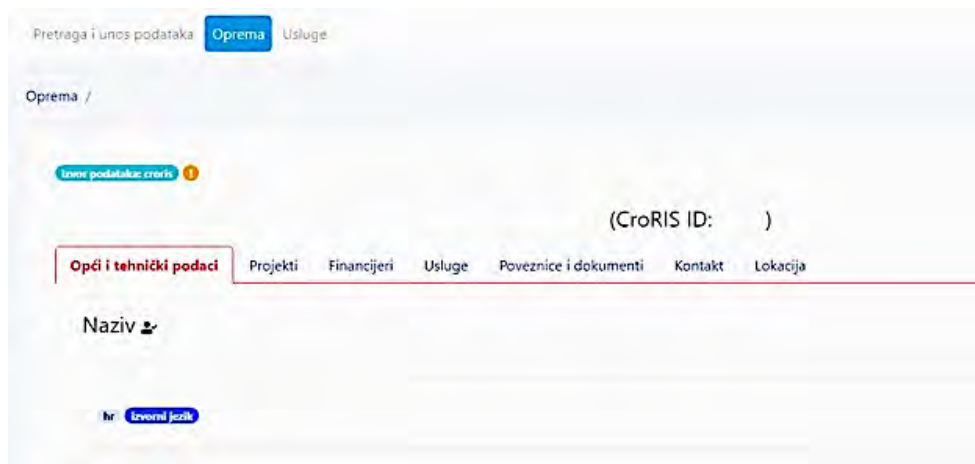 Pretraga i unos podataka Oprema Usluge
Oprema /
Izvor podataka: croris !
(CroRIS ID: )
Opći i tehnički podaci Projekti Financijeri Usluge Poveznice i dokumenti Kontakt Lokacija
Naziv
hr Izvorni jezik